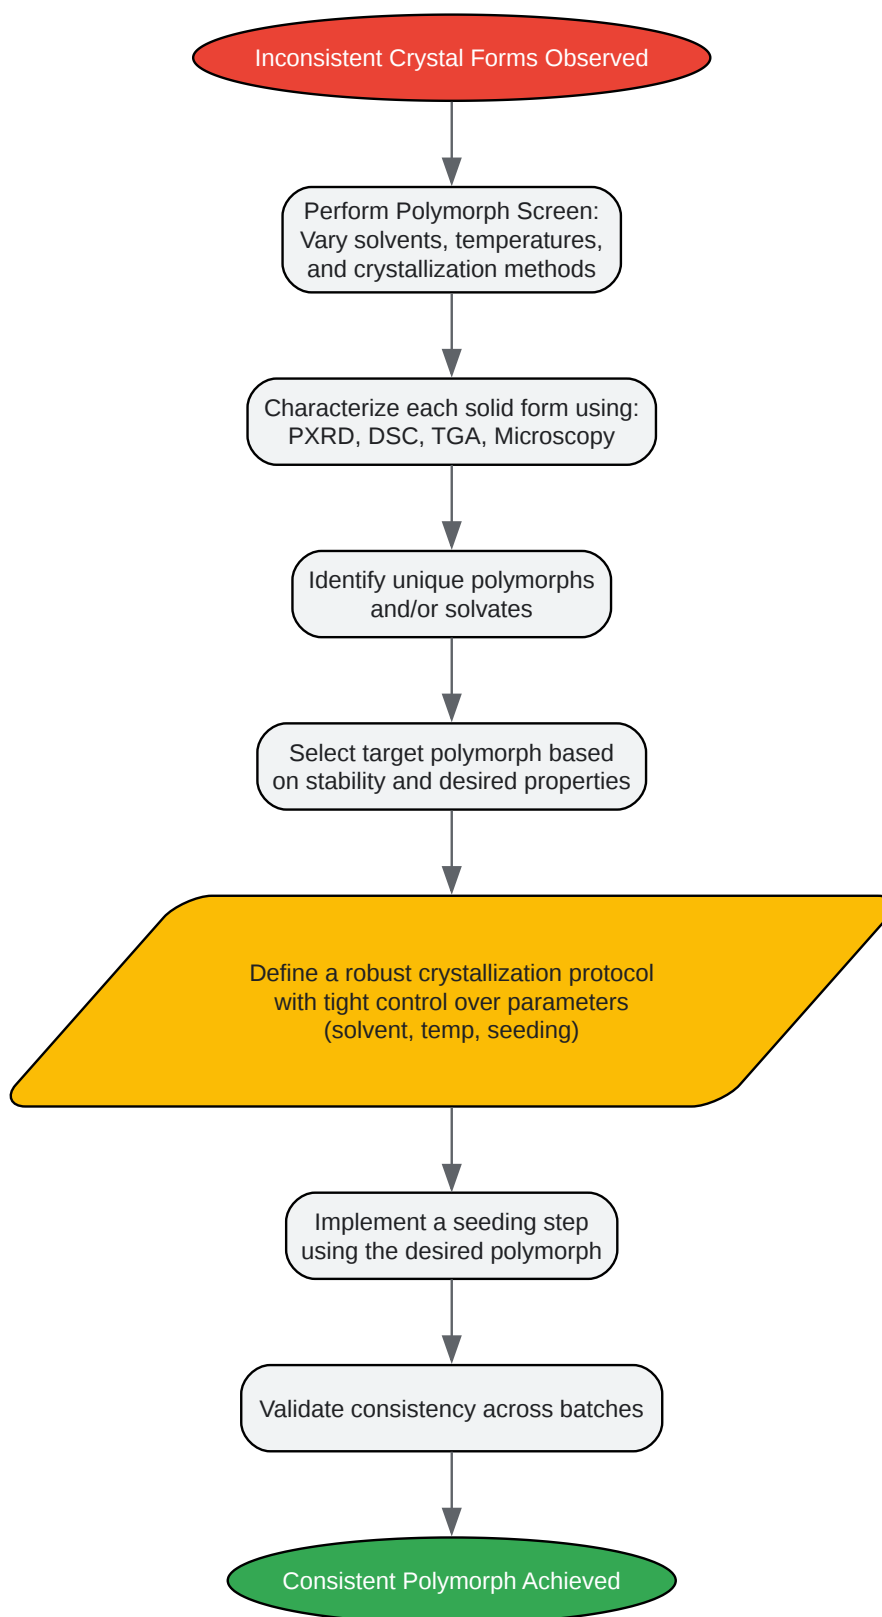 Inconsistent Crystal Forms Observed
Perform Polymorph Screen:
Vary solvents, temperatures,
and crystallization methods
Characterize each solid form using:
PXRD, DSC, TGA, Microscopy
Identify unique polymorphs
and/or solvates
Select target polymorph based
on stability and desired properties
Define a robust crystallization protocol
with tight control over parameters
(solvent, temp, seeding)
Implement a seeding step
using the desired polymorph
Validate consistency across batches
Consistent Polymorph Achieved